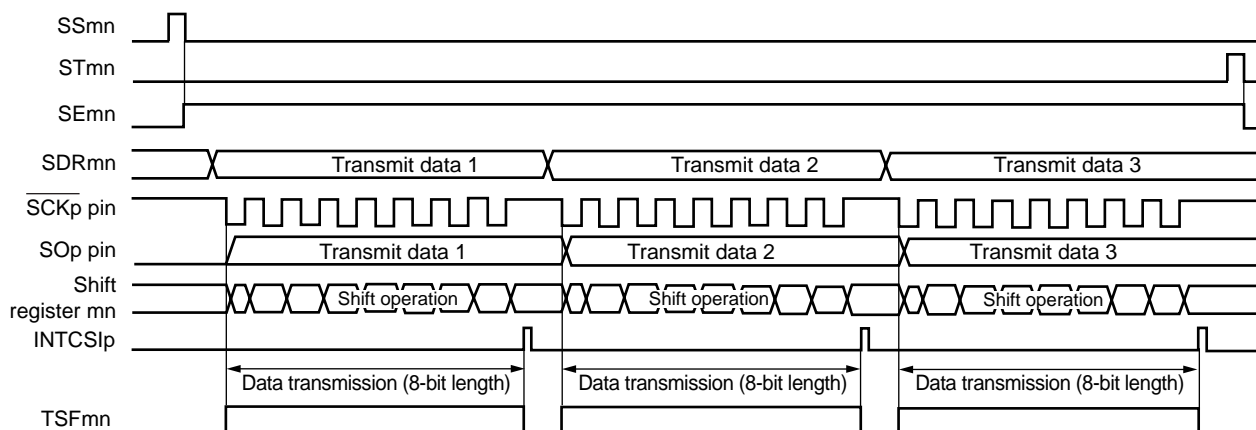 SSmn
STmn
SEmn
SDRmn Transmit data 1 Transmit data 2 Transmit data 3
SCKp pin
SOp pin Transmit data 1 Transmit data 2 Transmit data 3
Shift
register mn Shift operation Shift operation Shift operation
INTCSIp
Data transmission (8-bit length) Data transmission (8-bit length) Data transmission (8-bit length)
TSFmn